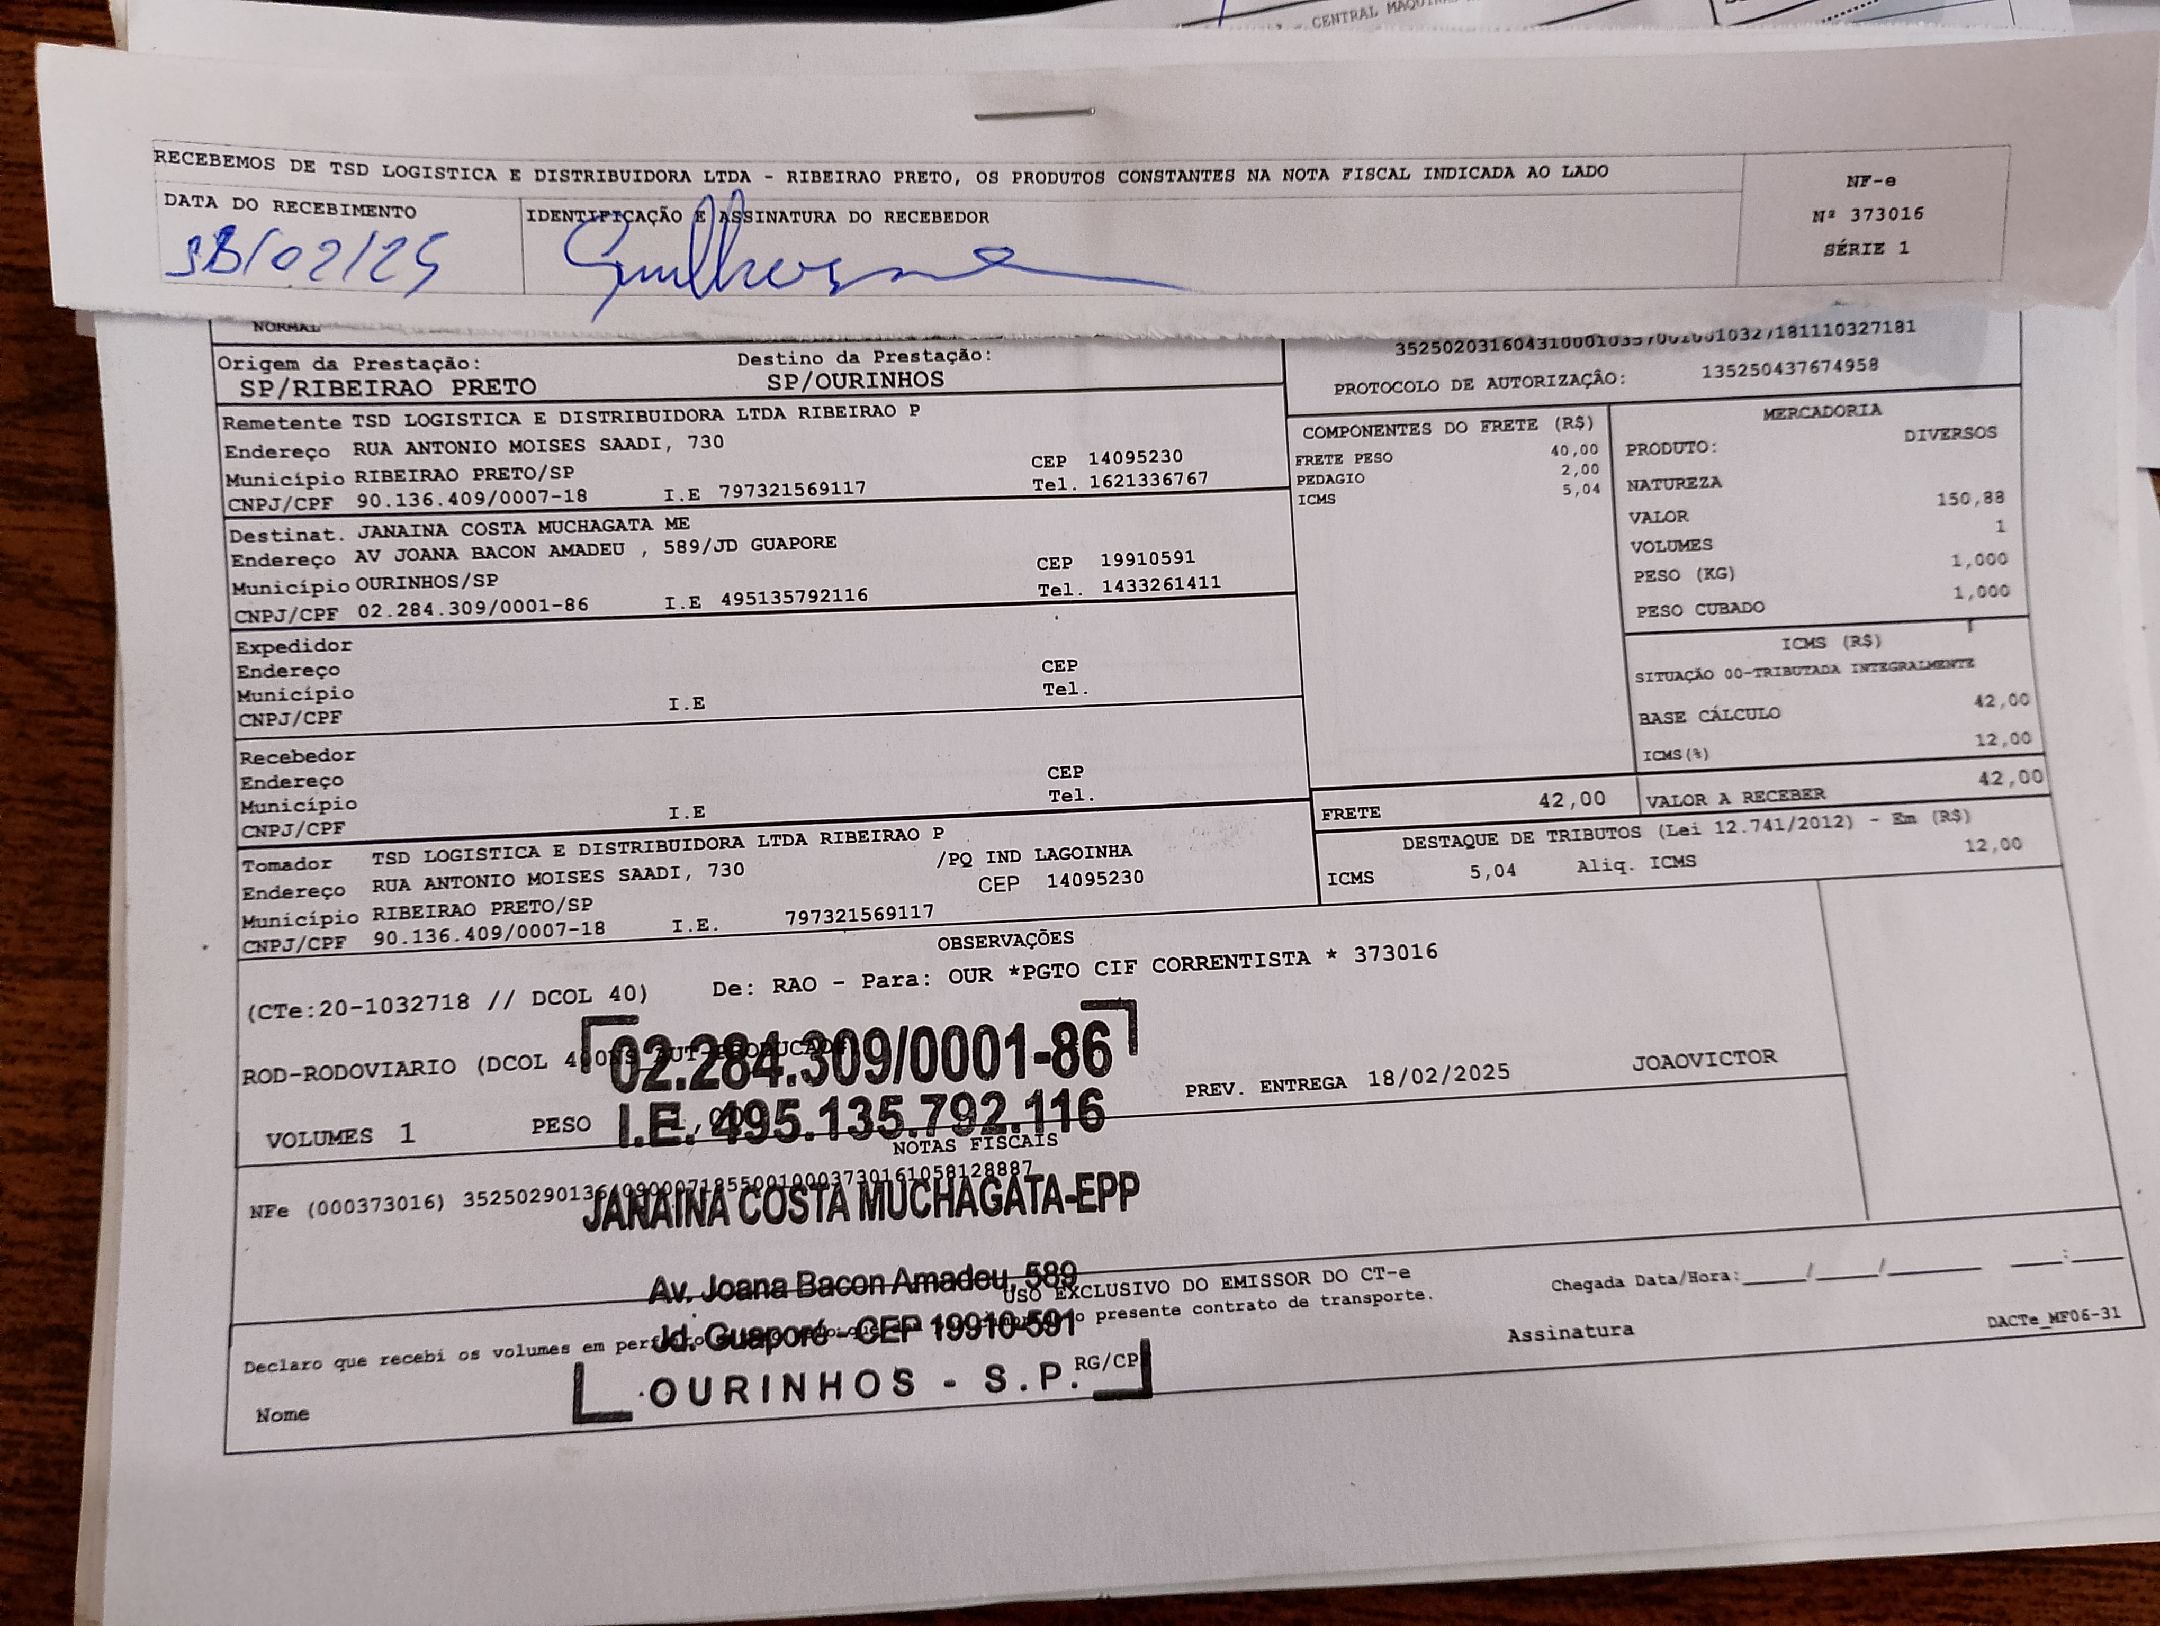 CENTRAL
RECEBEMOS DE TSD LOGISTICA E DISTRIBUIDORA LTDA - RIBEIRAO PRETO, OS PRODUTOS CONSTANTES NA NOTA FISCAL INDICADA AO LADO
NF-e
Nº 373016
SÉRIE 1
DATA DO RECEBIMENTO
18/02/25
IDENTIFICAÇÃO E ASSINATURA DO RECEBEDOR
Guilherme
NORMAL
Origem da Prestação:
SP/RIBEIRAO PRETO
Destino da Prestação:
SP/OURINHOS
PROTOCOLO DE AUTORIZAÇÃO: 135250437674958
Remetente TSD LOGISTICA E DISTRIBUIDORA LTDA RIBEIRAO P
Endereço RUA ANTONIO MOISES SAADI, 730
Município RIBEIRAO PRETO/SP CEP 14095230
CNPJ/CPF 90.136.409/0007-18 I.E 797321569117 Tel. 1621336767
Destinat. JANAINA COSTA MUCHAGATA ME
Endereço AV JOANA BACON AMADEU , 589/JD GUAPORE
Município OURINHOS/SP CEP 19910591
CNPJ/CPF 02.284.309/0001-86 I.E 495135792116 Tel. 1433261411
Expedidor
Endereço
Município CEP
CNPJ/CPF I.E Tel.
Recebedor
Endereço
Município CEP
CNPJ/CPF I.E Tel.
Tomador TSD LOGISTICA E DISTRIBUIDORA LTDA RIBEIRAO P
Endereço RUA ANTONIO MOISES SAADI, 730 /PQ IND LAGOINHA
Município RIBEIRAO PRETO/SP CEP 14095230
CNPJ/CPF 90.136.409/0007-18 I.E. 797321569117
COMPONENTES DO FRETE (R$)
FRETE PESO 40,00
PEDAGIO 2,00
ICMS 5,04
MERCADORIA
PRODUTO: DIVERSOS
NATUREZA
VALOR 150,88
VOLUMES 1
PESO (KG) 1,000
PESO CUBADO 1,000
ICMS (R$)
SITUAÇÃO 00-TRIBUTADA INTEGRALMENTE
BASE CÁLCULO 42,00
ICMS(%) 12,00
FRETE 42,00 VALOR A RECEBER 42,00
DESTAQUE DE TRIBUTOS (Lei 12.741/2012) - Em (R$)
ICMS 5,04 Aliq. ICMS 12,00
OBSERVAÇÕES
(CTe:20-1032718 // DCOL 40) De: RAO - Para: OUR *PGTO CIF CORRENTISTA * 373016
ROD-RODOVIARIO (DCOL
PREV. ENTREGA 18/02/2025 JOAOVICTOR
VOLUMES 1 PESO
NOTAS FISCAIS
NFe (000373016)
02.284.309/0001-86
I.E. 495.135.792.116
JANAINA COSTA MUCHAGATA-EPP
Av. Joana Bacon Amadeu, 589
Jd. Guaporé - CEP 19910-591
OURINHOS - S.P.
USO EXCLUSIVO DO EMISSOR DO CT-e
Declaro que recebi os volumes em o presente contrato de transporte.
Chegada Data/Hora:____/____/______ __:____
Nome RG/CP Assinatura
DACTe_MF06-31